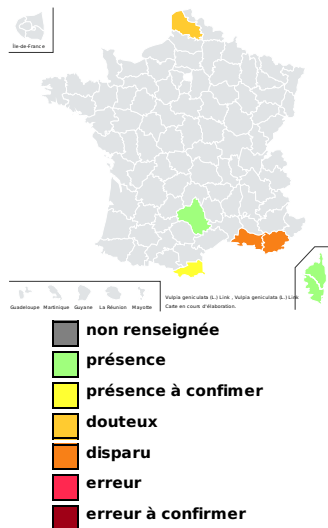 Île-de-France
Guadeloupe Martinique Guyane La Réunion Mayotte
Vulpia geniculata (L.) Link , Vulpia geniculata (L.) Link
Carte en cours d'élaboration.
non renseignée
présence
présence à confimer
douteux
disparu
erreur
erreur à confirmer